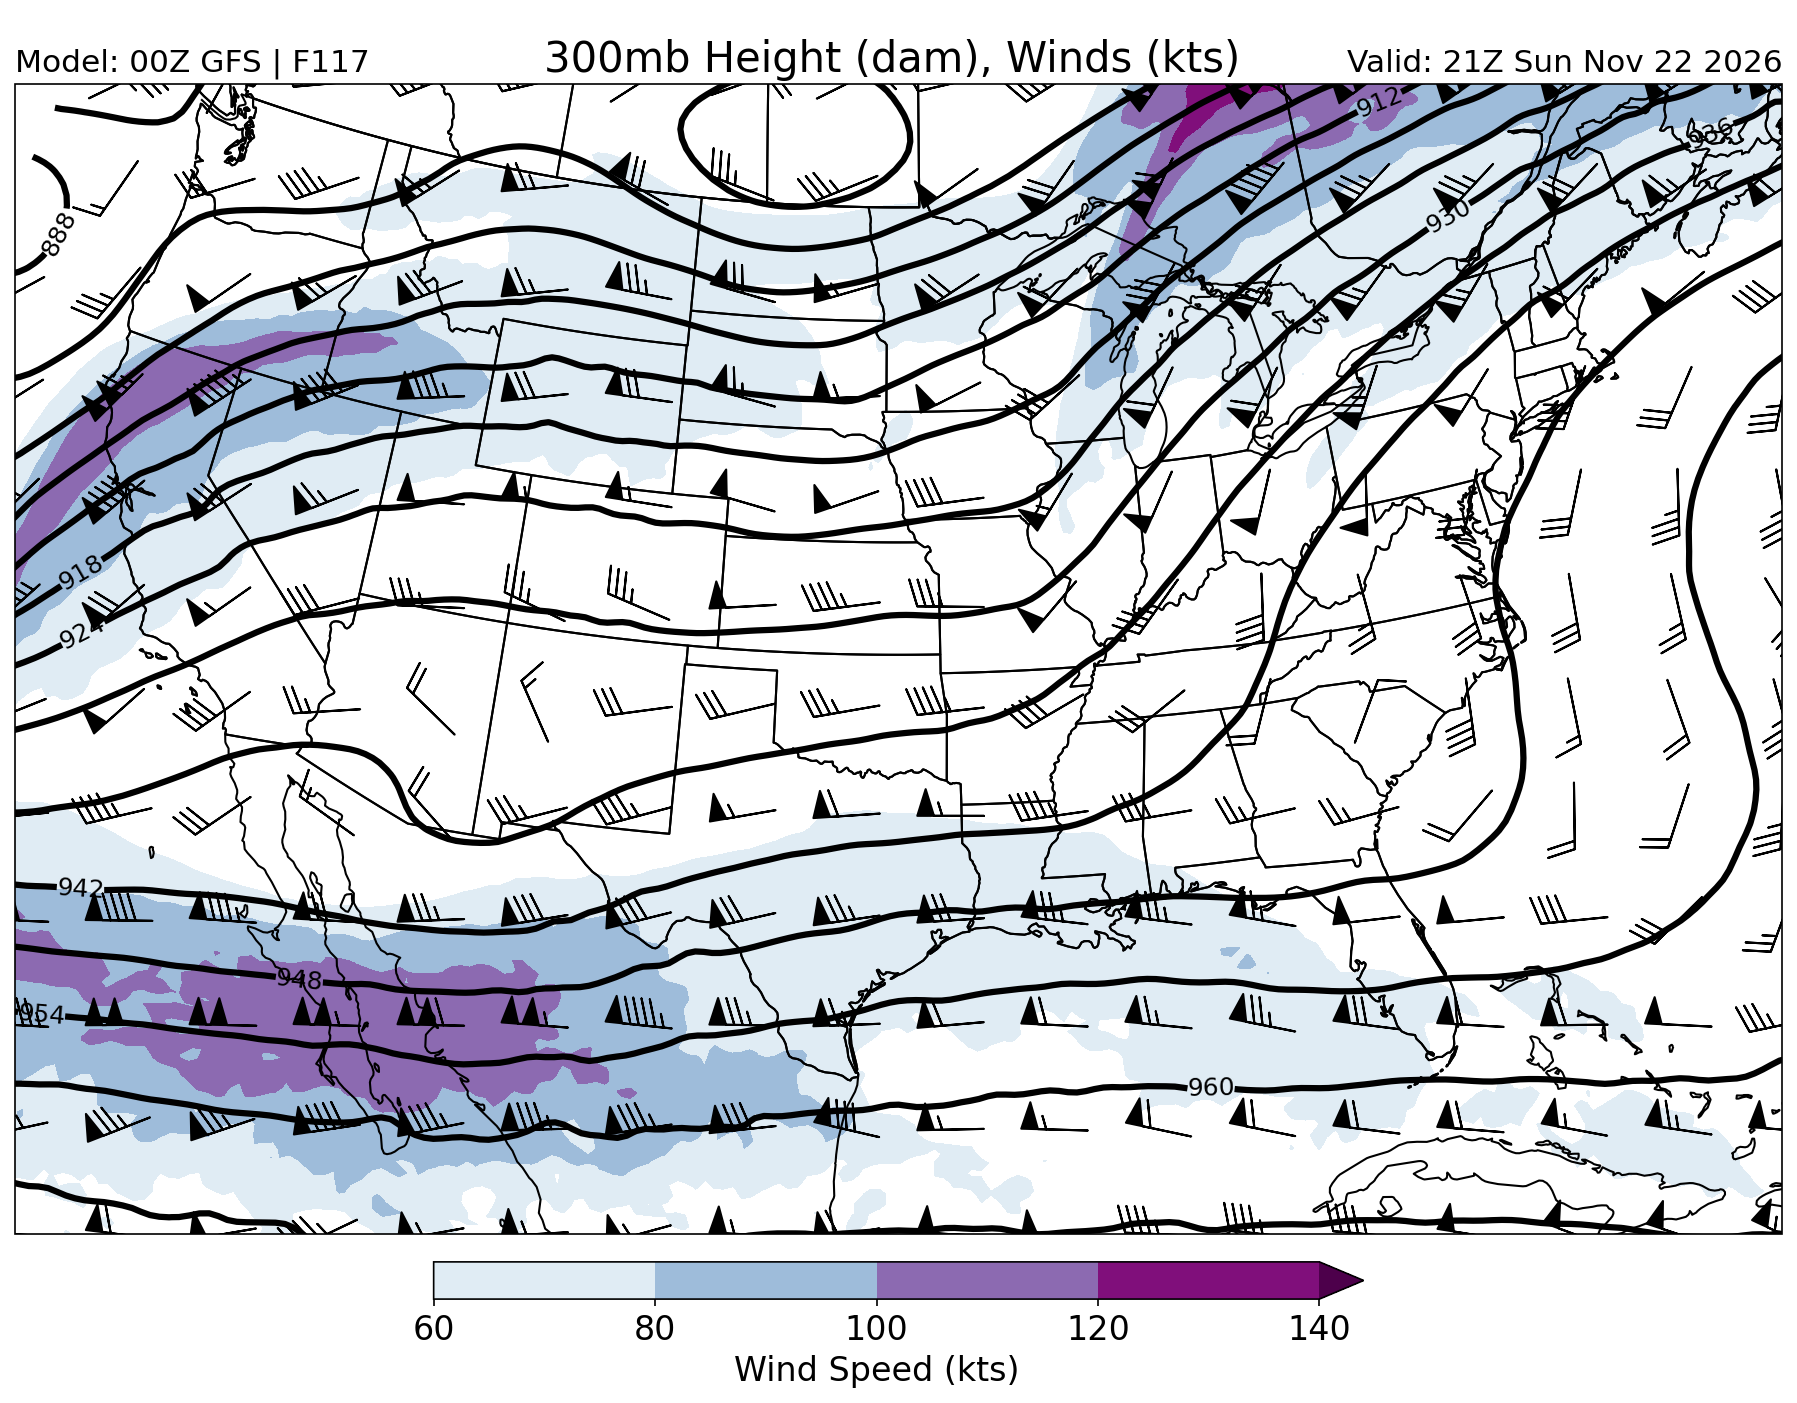 Model: 00Z GFS | F117
300mb Height (dam), Winds (kts)
Valid: 21Z Sun Nov 22 2026
912
936
888
930
918
924
942
948
954
960
60 80 100 120 140
Wind Speed (kts)